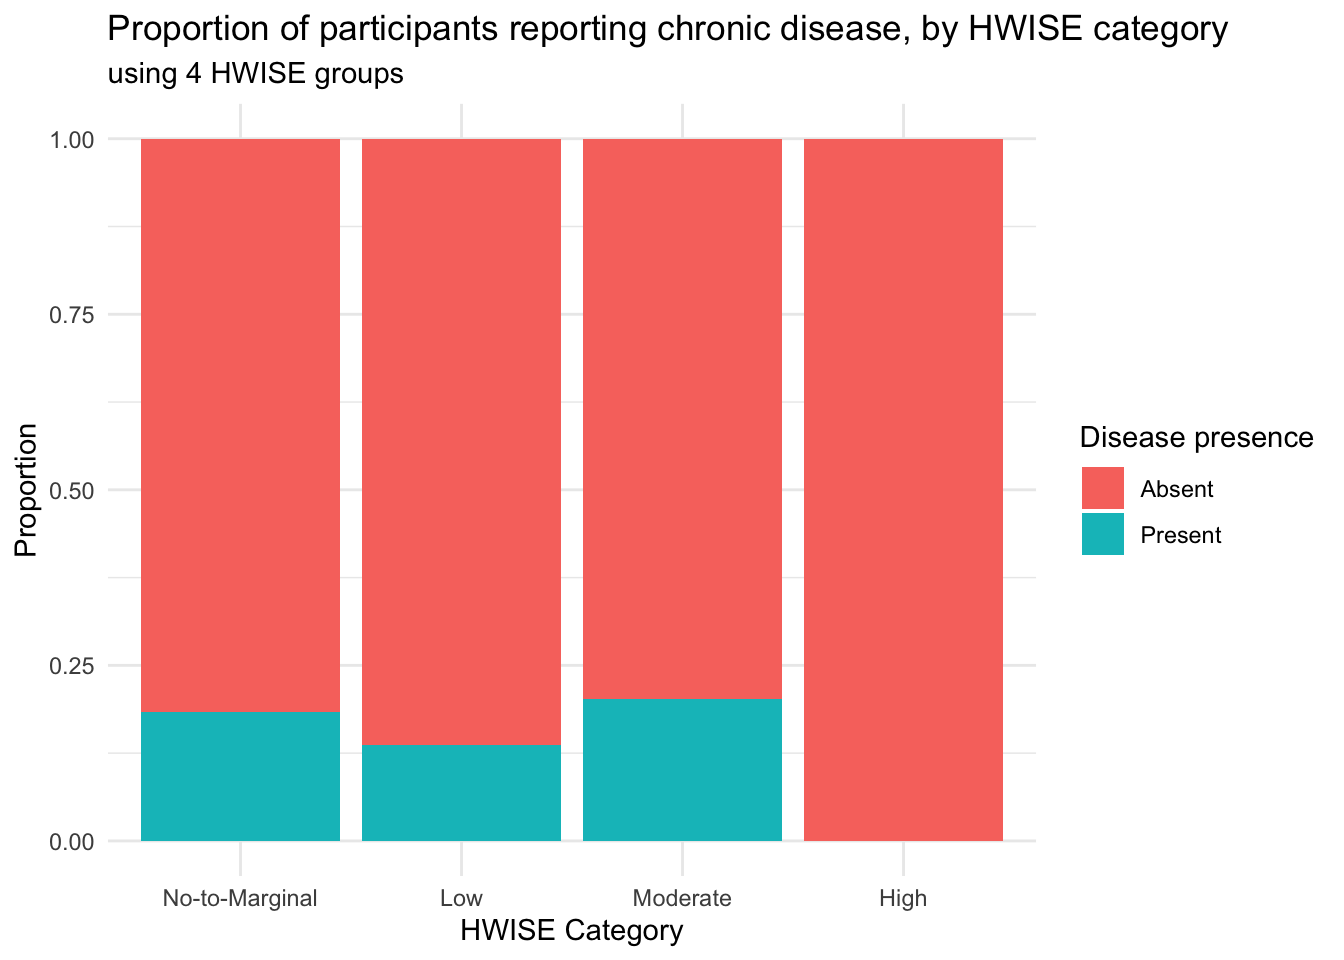 Proportion of participants reporting chronic disease, by HWISE category
using 4 HWISE groups
1.00
0.75
0.50
0.25
0.00
Proportion
No-to-Marginal
Low
Moderate
High
HWISE Category
Disease presence
Absent
Present